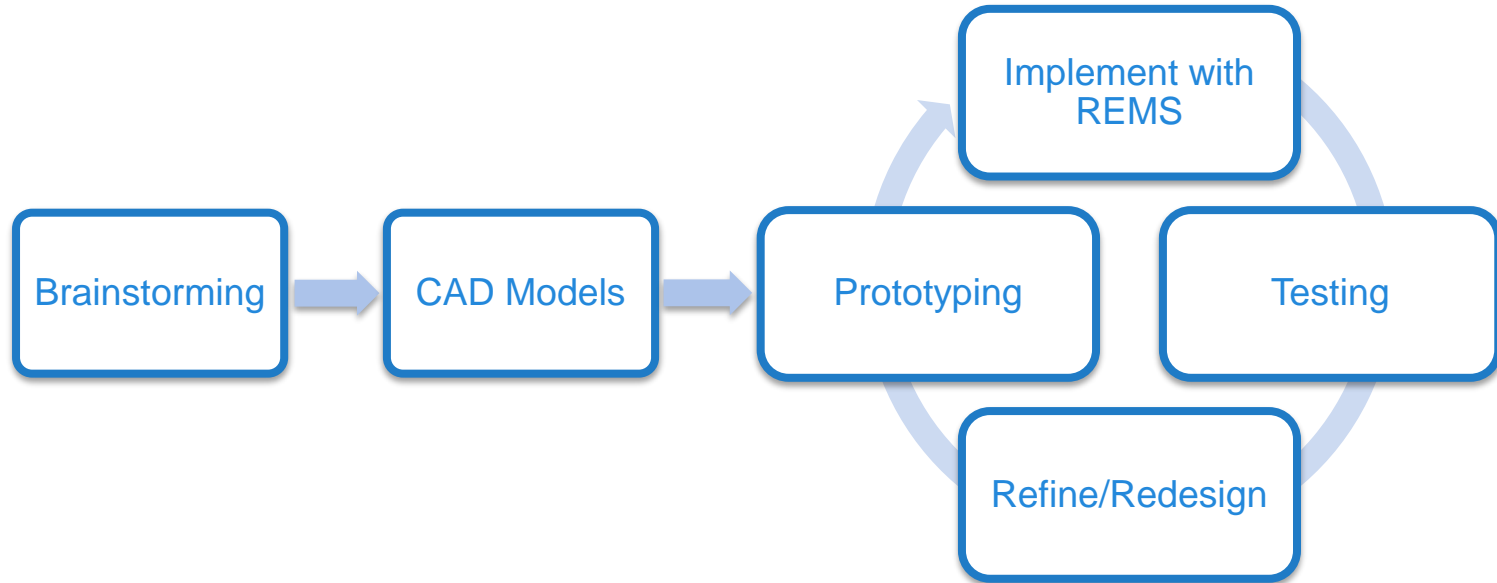 Brainstorming
CAD Models
Prototyping
Implement with
REMS
Testing
Refine/Redesign